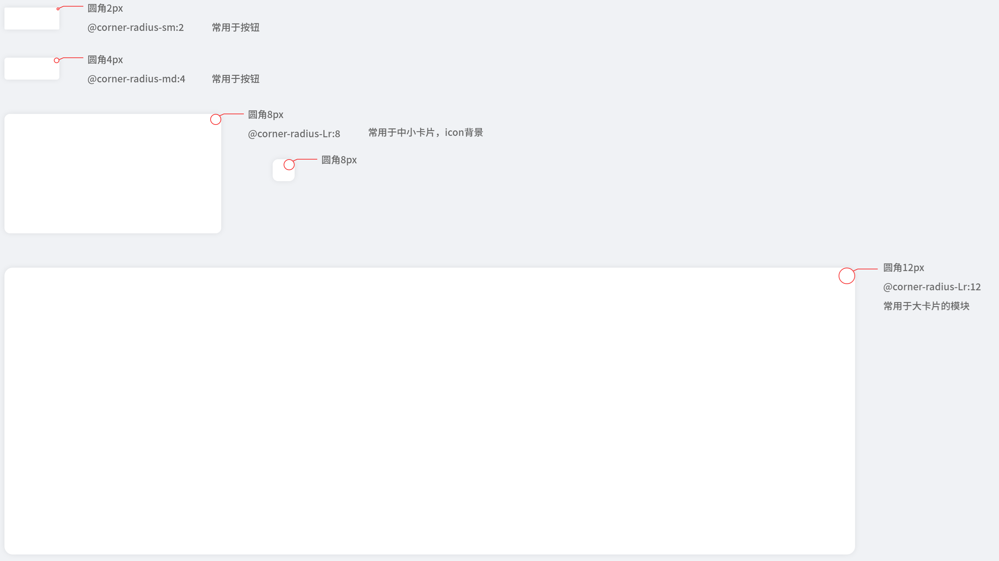 圆角2px
@corner-radius-sm:2 常用于按钮
圆角4px
@corner-radius-md:4 常用于按钮
圆角8px
@corner-radius-Lr:8 常用于中小卡片，icon背景
圆角8px
圆角12px
@corner-radius-Lr:12
常用于大卡片的模块